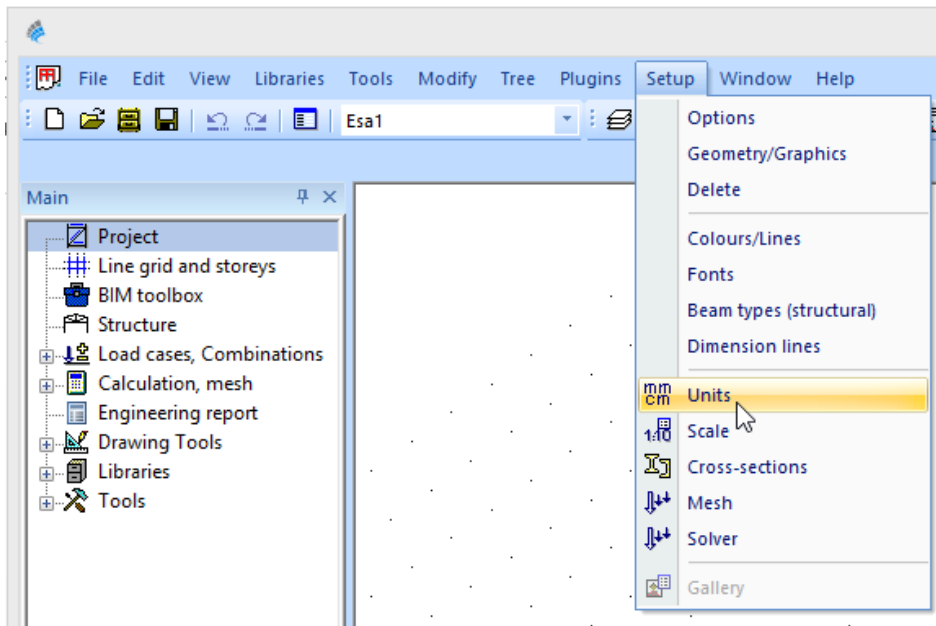 File Edit View Libraries Tools Modify Tree Plugins Setup Window Help
Esa1
Options
Geometry/Graphics
Delete
Colours/Lines
Fonts
Beam types (structural)
Dimension lines
mm
cm
Units
1:10
Scale
Cross-sections
Mesh
Solver
Gallery
Main
Project
Line grid and storeys
BIM toolbox
Structure
Load cases, Combinations
Calculation, mesh
Engineering report
Drawing Tools
Libraries
Tools